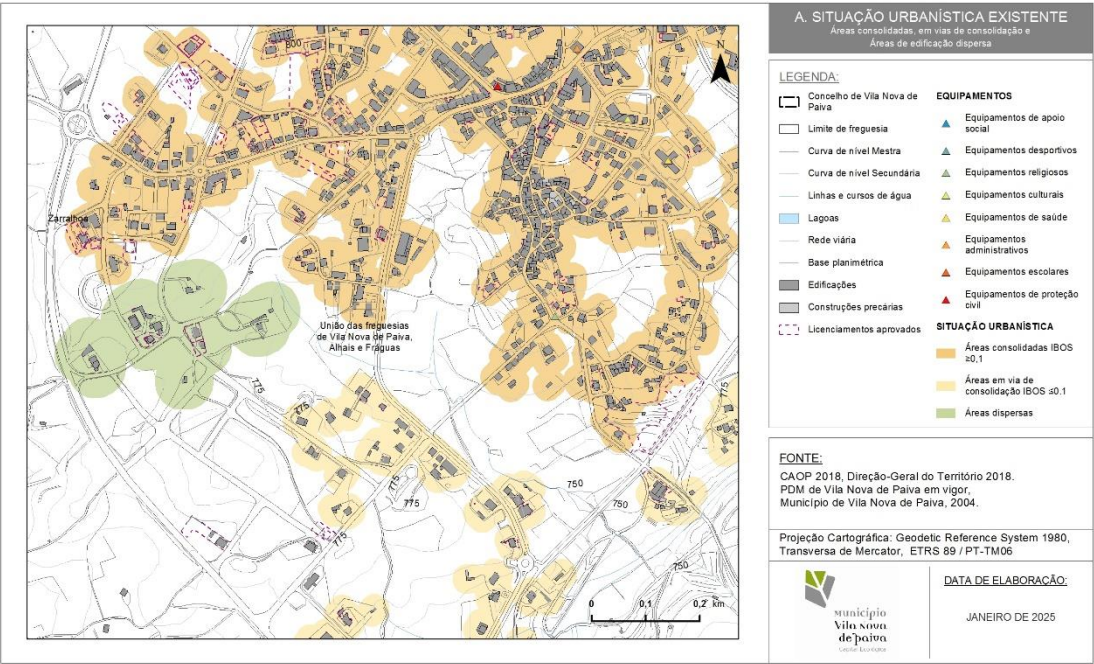 A. SITUAÇÃO URBANÍSTICA EXISTENTE
Áreas consolidadas, em vias de consolidação e
Áreas de edificação dispersa
LEGENDA:
Concelho de Vila Nova de
Paiva
Limite de freguesia
Curva de nível Mestra
Curva de nível Secundária
Linhas e cursos de água
Lagoas
Rede viária
Base planimétrica
Edificações
Construções precárias
Licenciamentos aprovados
EQUIPAMENTOS
Equipamentos de apoio
social
Equipamentos desportivos
Equipamentos religiosos
Equipamentos culturais
Equipamentos de saúde
Equipamentos
administrativos
Equipamentos escolares
Equipamentos de proteção
civil
SITUAÇÃO URBANÍSTICA
Áreas consolidadas IBOS
≥0,1
Áreas em via de
consolidação IBOS ≤0.1
Áreas dispersas
FONTE:
CAOP 2018, Direção-Geral do Território 2018.
PDM de Vila Nova de Paiva em vigor,
Município de Vila Nova de Paiva, 2004.
Projeção Cartográfica: Geodetic Reference System 1980,
Transversa de Mercator, ETRS 89 / PT-TM06
município
Vila nova
de paiva
DATA DE ELABORAÇÃO:
JANEIRO DE 2025
N
800
Zarralhos
União das freguesias
de Vila Nova de Paiva,
Alhais e Fráguas
775
775
775
775
775
775
750
750
750
0 0,1 0,2 km